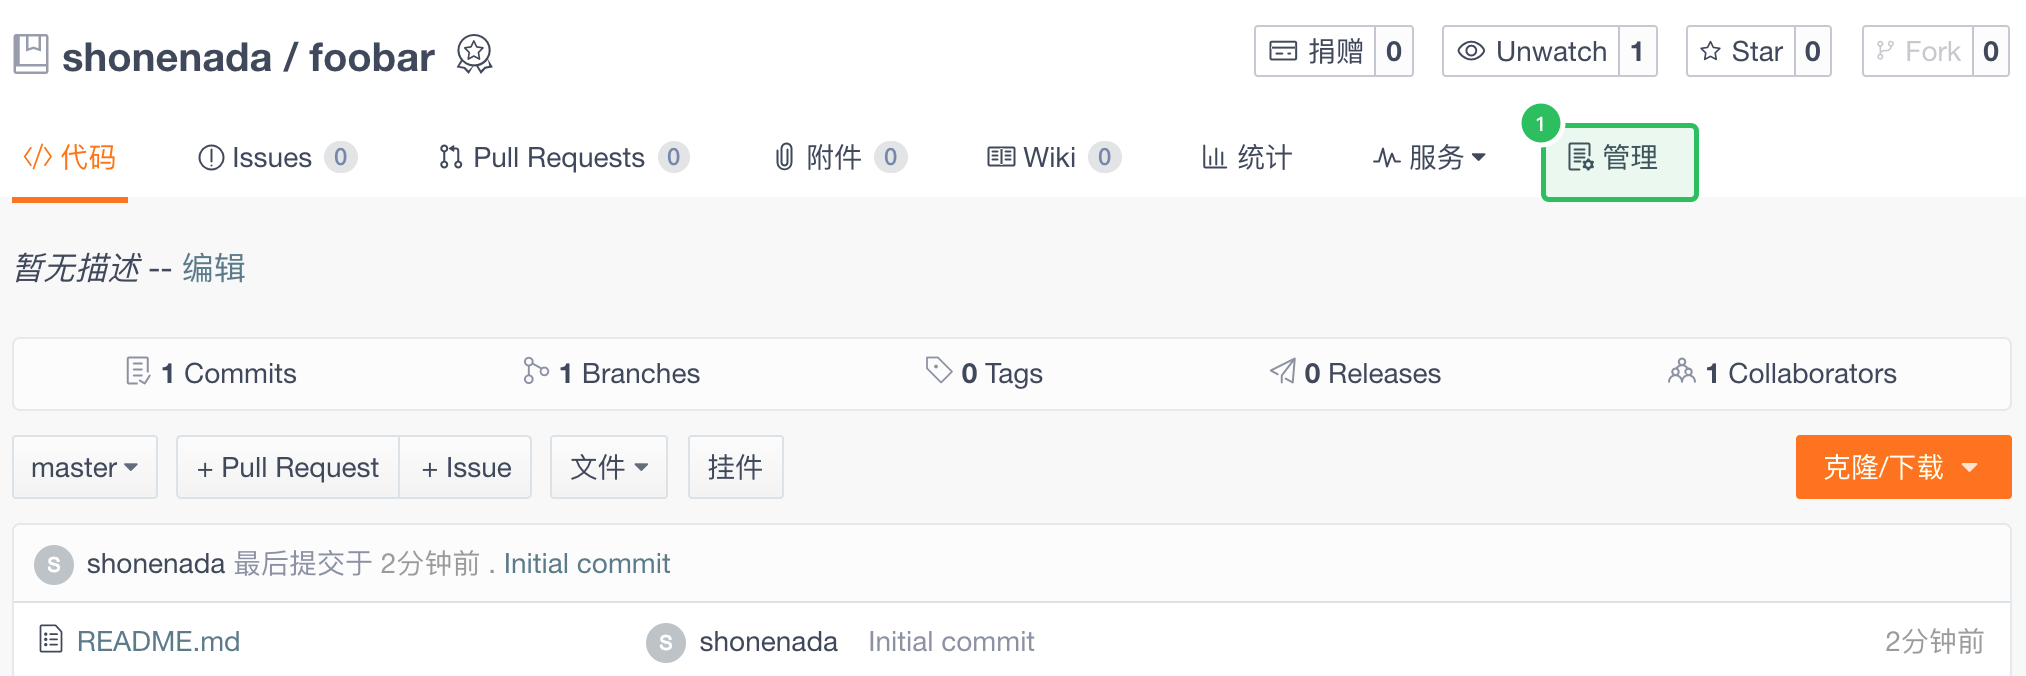 shonenada / foobar 捐赠 0 Unwatch 1 Star 0 Fork 0
1
代码 Issues 0 Pull Requests 0 附件 0 Wiki 0 统计 服务 管理
暂无描述 -- 编辑
1 Commits 1 Branches 0 Tags 0 Releases 1 Collaborators
master + Pull Request + Issue 文件 挂件 克隆/下载
S shonenada 最后提交于 2分钟前 . Initial commit
README.md S shonenada Initial commit 2分钟前